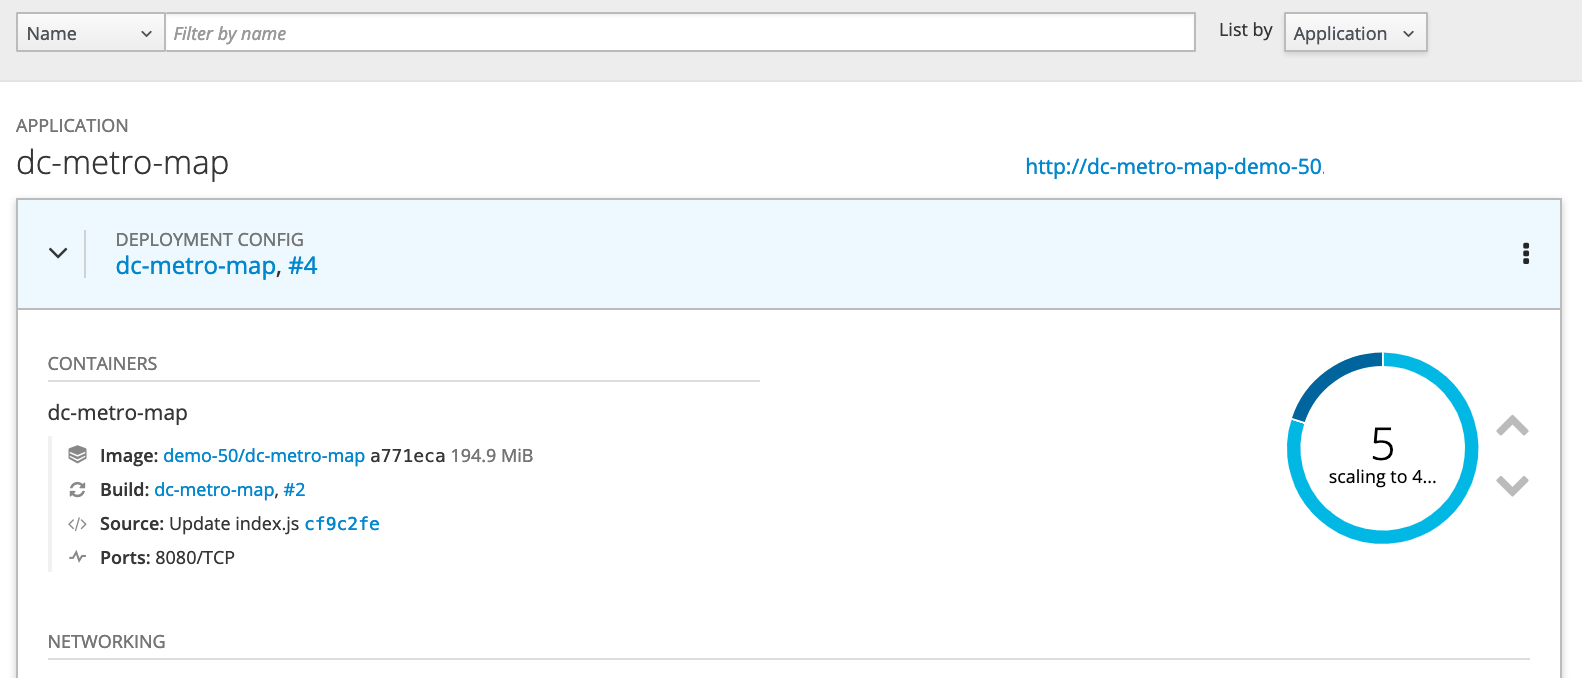 Name Filter by name List by Application
APPLICATION
dc-metro-map http://dc-metro-map-demo-50.
DEPLOYMENT CONFIG
dc-metro-map, #4
CONTAINERS
dc-metro-map
Image: demo-50/dc-metro-map a771eca 194.9 MiB
Build: dc-metro-map, #2
Source: Update index.js cf9c2fe
Ports: 8080/TCP
5
scaling to 4...
NETWORKING